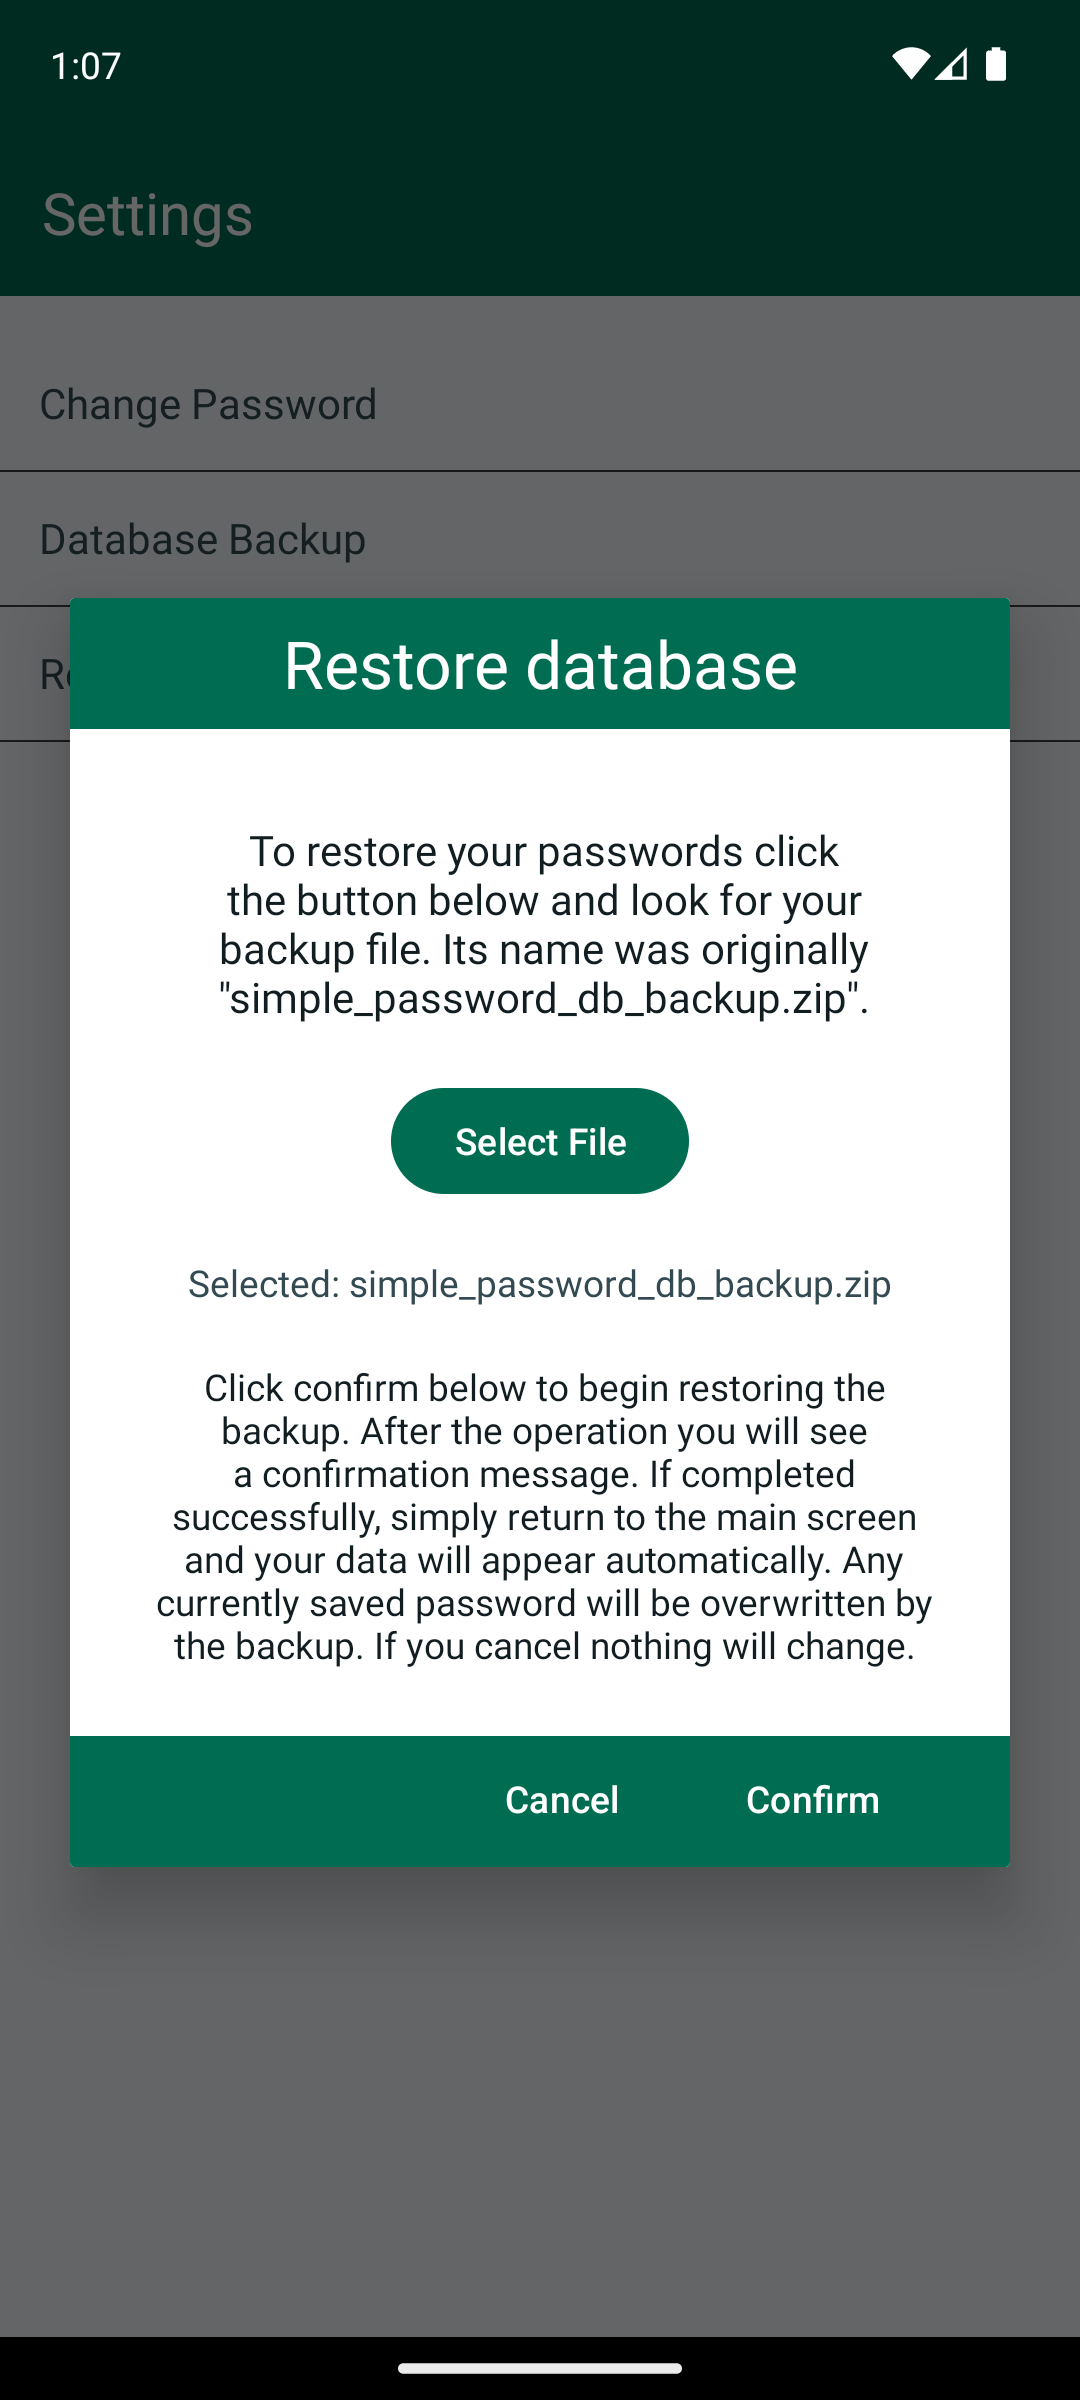 1:07
Settings
Change Password
Database Backup
Restore database
To restore your passwords click
the button below and look for your
backup file. Its name was originally
"simple_password_db_backup.zip".
Select File
Selected: simple_password_db_backup.zip
Click confirm below to begin restoring the
backup. After the operation you will see
a confirmation message. If completed
successfully, simply return to the main screen
and your data will appear automatically. Any
currently saved password will be overwritten by
the backup. If you cancel nothing will change.
Cancel Confirm